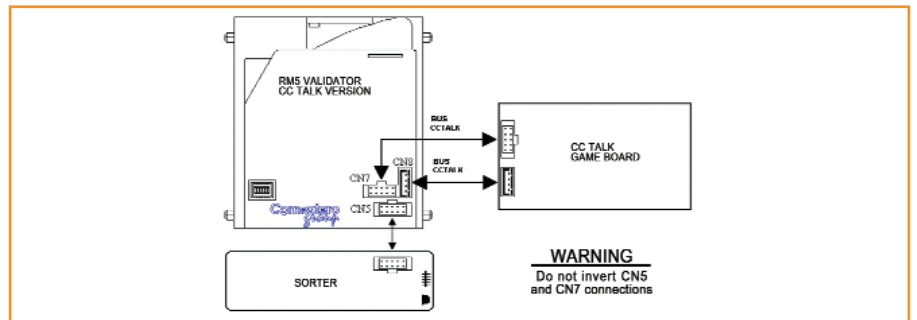 RM5 VALIDATOR
CC TALK VERSION
BUS
CCTALK
CN8
BUS
CCTALK
CN7
CN5
Comestero
group
CC TALK
GAME BOARD
SORTER
WARNING
Do not invert CN5
and CN7 connections